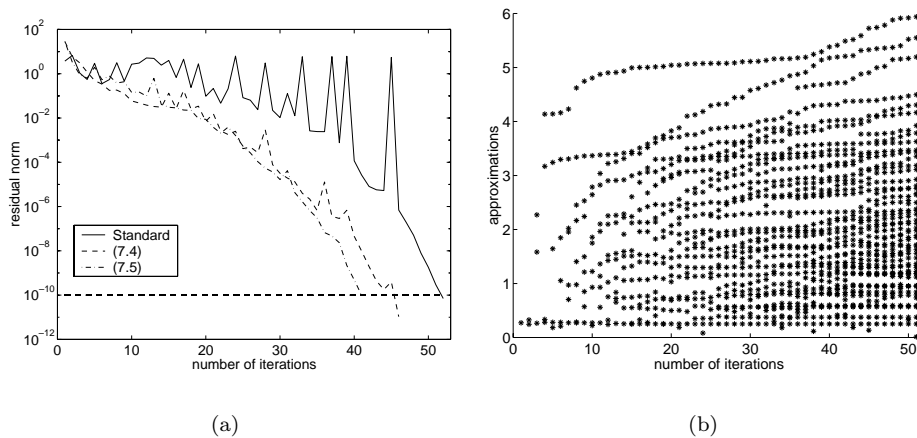 10^2
10^0
10^−2
10^−4
10^−6
10^−8
10^−10
10^−12
residual norm
Standard
(7.4)
(7.5)
0 10 20 30 40 50
number of iterations
(a)
6
5
4
3
2
1
0
approximations
0 10 20 30 40 50
number of iterations
(b)